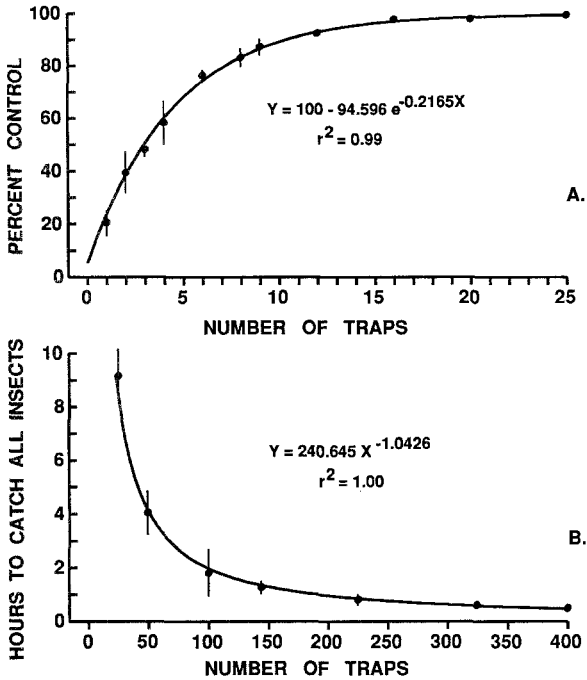 100
80
60
40
20
0
PERCENT CONTROL
Y = 100 - 94.596 e^-0.2165X
r² = 0.99
A.
0 5 10 15 20 25
NUMBER OF TRAPS
10
8
6
4
2
0
HOURS TO CATCH ALL INSECTS
Y = 240.645 X^-1.0426
r² = 1.00
B.
0 50 100 150 200 250 300 350 400
NUMBER OF TRAPS